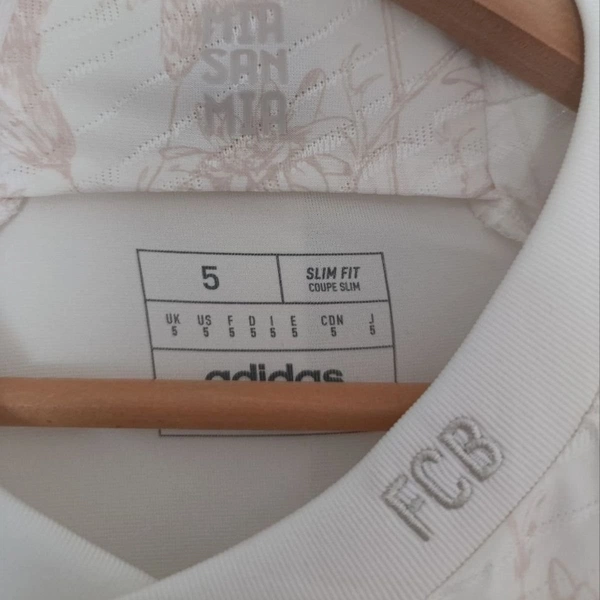 MIA
SAN
MIA
5
SLIM FIT
COUPE SLIM
UK US F D I E CDN J
5 5 5 5 5 5 5 5
adidas
FCB